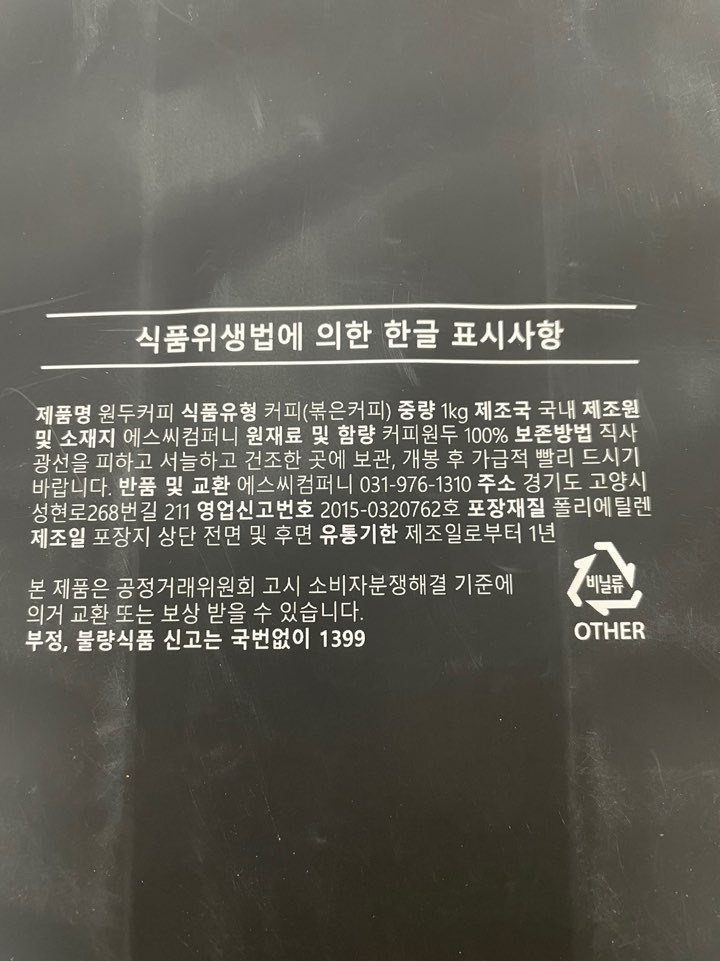 식품위생법에 의한 한글 표시사항
제품명 원두커피 식품유형 커피(볶은커피) 중량 1kg 제조국 국내 제조원
및 소재지 에스씨컴퍼니 원재료 및 함량 커피원두 100% 보존방법 직사
광선을 피하고 서늘하고 건조한 곳에 보관, 개봉 후 가급적 빨리 드시기
바랍니다. 반품 및 교환 에스씨컴퍼니 031-976-1310 주소 경기도 고양시
성현로268번길 211 영업신고번호 2015-0320762호 포장재질 폴리에틸렌
제조일 포장지 상단 전면 및 후면 유통기한 제조일로부터 1년
본 제품은 공정거래위원회 고시 소비자분쟁해결 기준에
의거 교환 또는 보상 받을 수 있습니다.
부정, 불량식품 신고는 국번없이 1399
비닐류
OTHER